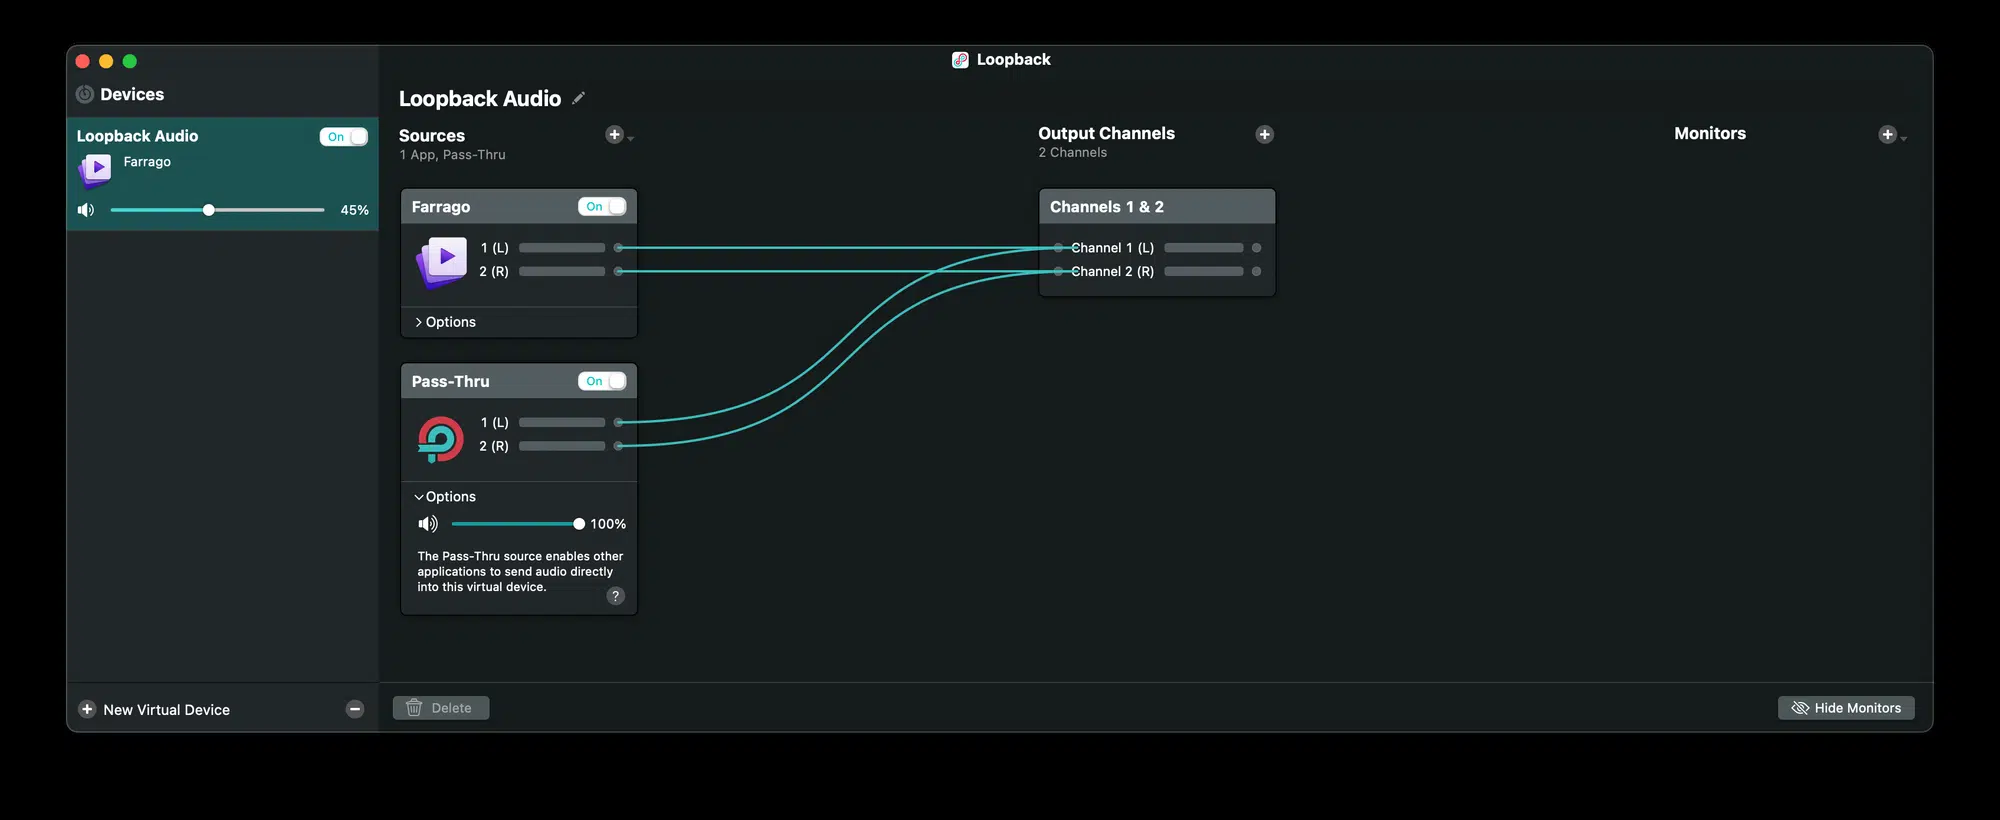 Loopback
Devices
Loopback Audio
On
Farrago
45%
New Virtual Device
Loopback Audio
Sources
1 App, Pass-Thru
Farrago
On
1 (L)
2 (R)
Options
Pass-Thru
On
1 (L)
2 (R)
Options
100%
The Pass-Thru source enables other
applications to send audio directly
into this virtual device.
?
Output Channels
2 Channels
Channels 1 & 2
Channel 1 (L)
Channel 2 (R)
Monitors
Delete
Hide Monitors